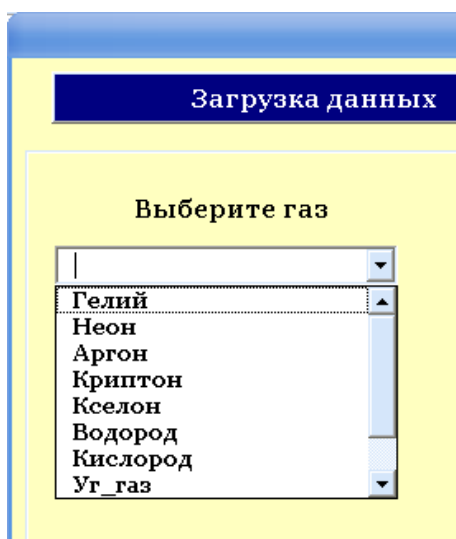 Загрузка данных
Выберите газ
Гелий
Неон
Аргон
Криптон
Кселон
Водород
Кислород
Уг_газ